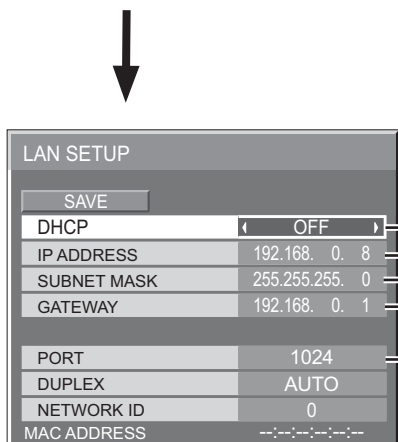 LAN SETUP
SAVE
DHCP OFF
IP ADDRESS 192.168. 0. 8
SUBNET MASK 255.255.255. 0
GATEWAY 192.168. 0. 1
PORT 1024
DUPLEX AUTO
NETWORK ID 0
MAC ADDRESS --:--:--:--:--:--